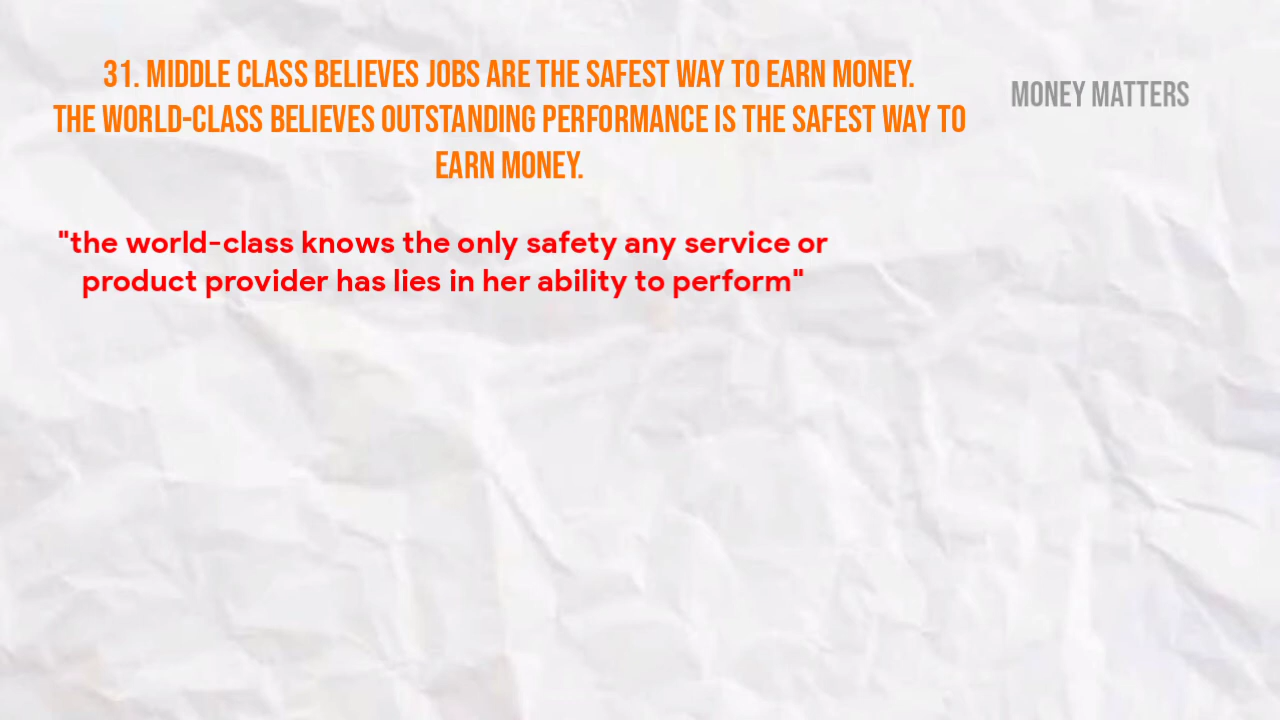 31. MIDDLE CLASS BELIEVES JOBS ARE THE SAFEST WAY TO EARN MONEY.
THE WORLD-CLASS BELIEVES OUTSTANDING PERFORMANCE IS THE SAFEST WAY TO
EARN MONEY.
MONEY MATTERS
"the world-class knows the only safety any service or
product provider has lies in her ability to perform"